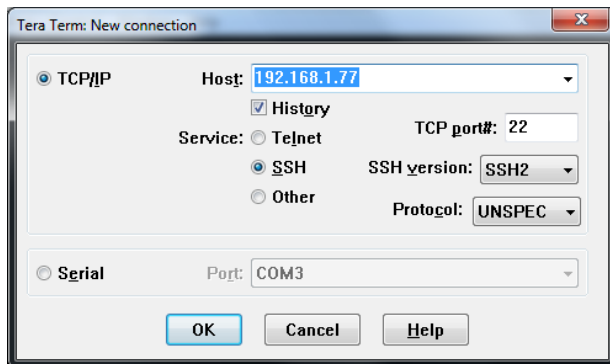 Tera Term: New connection
TCP/IP
Host: 192.168.1.77
History
Service: Telnet
TCP port#: 22
SSH
SSH version: SSH2
Other
Protocol: UNSPEC
Serial
Port: COM3
OK
Cancel
Help